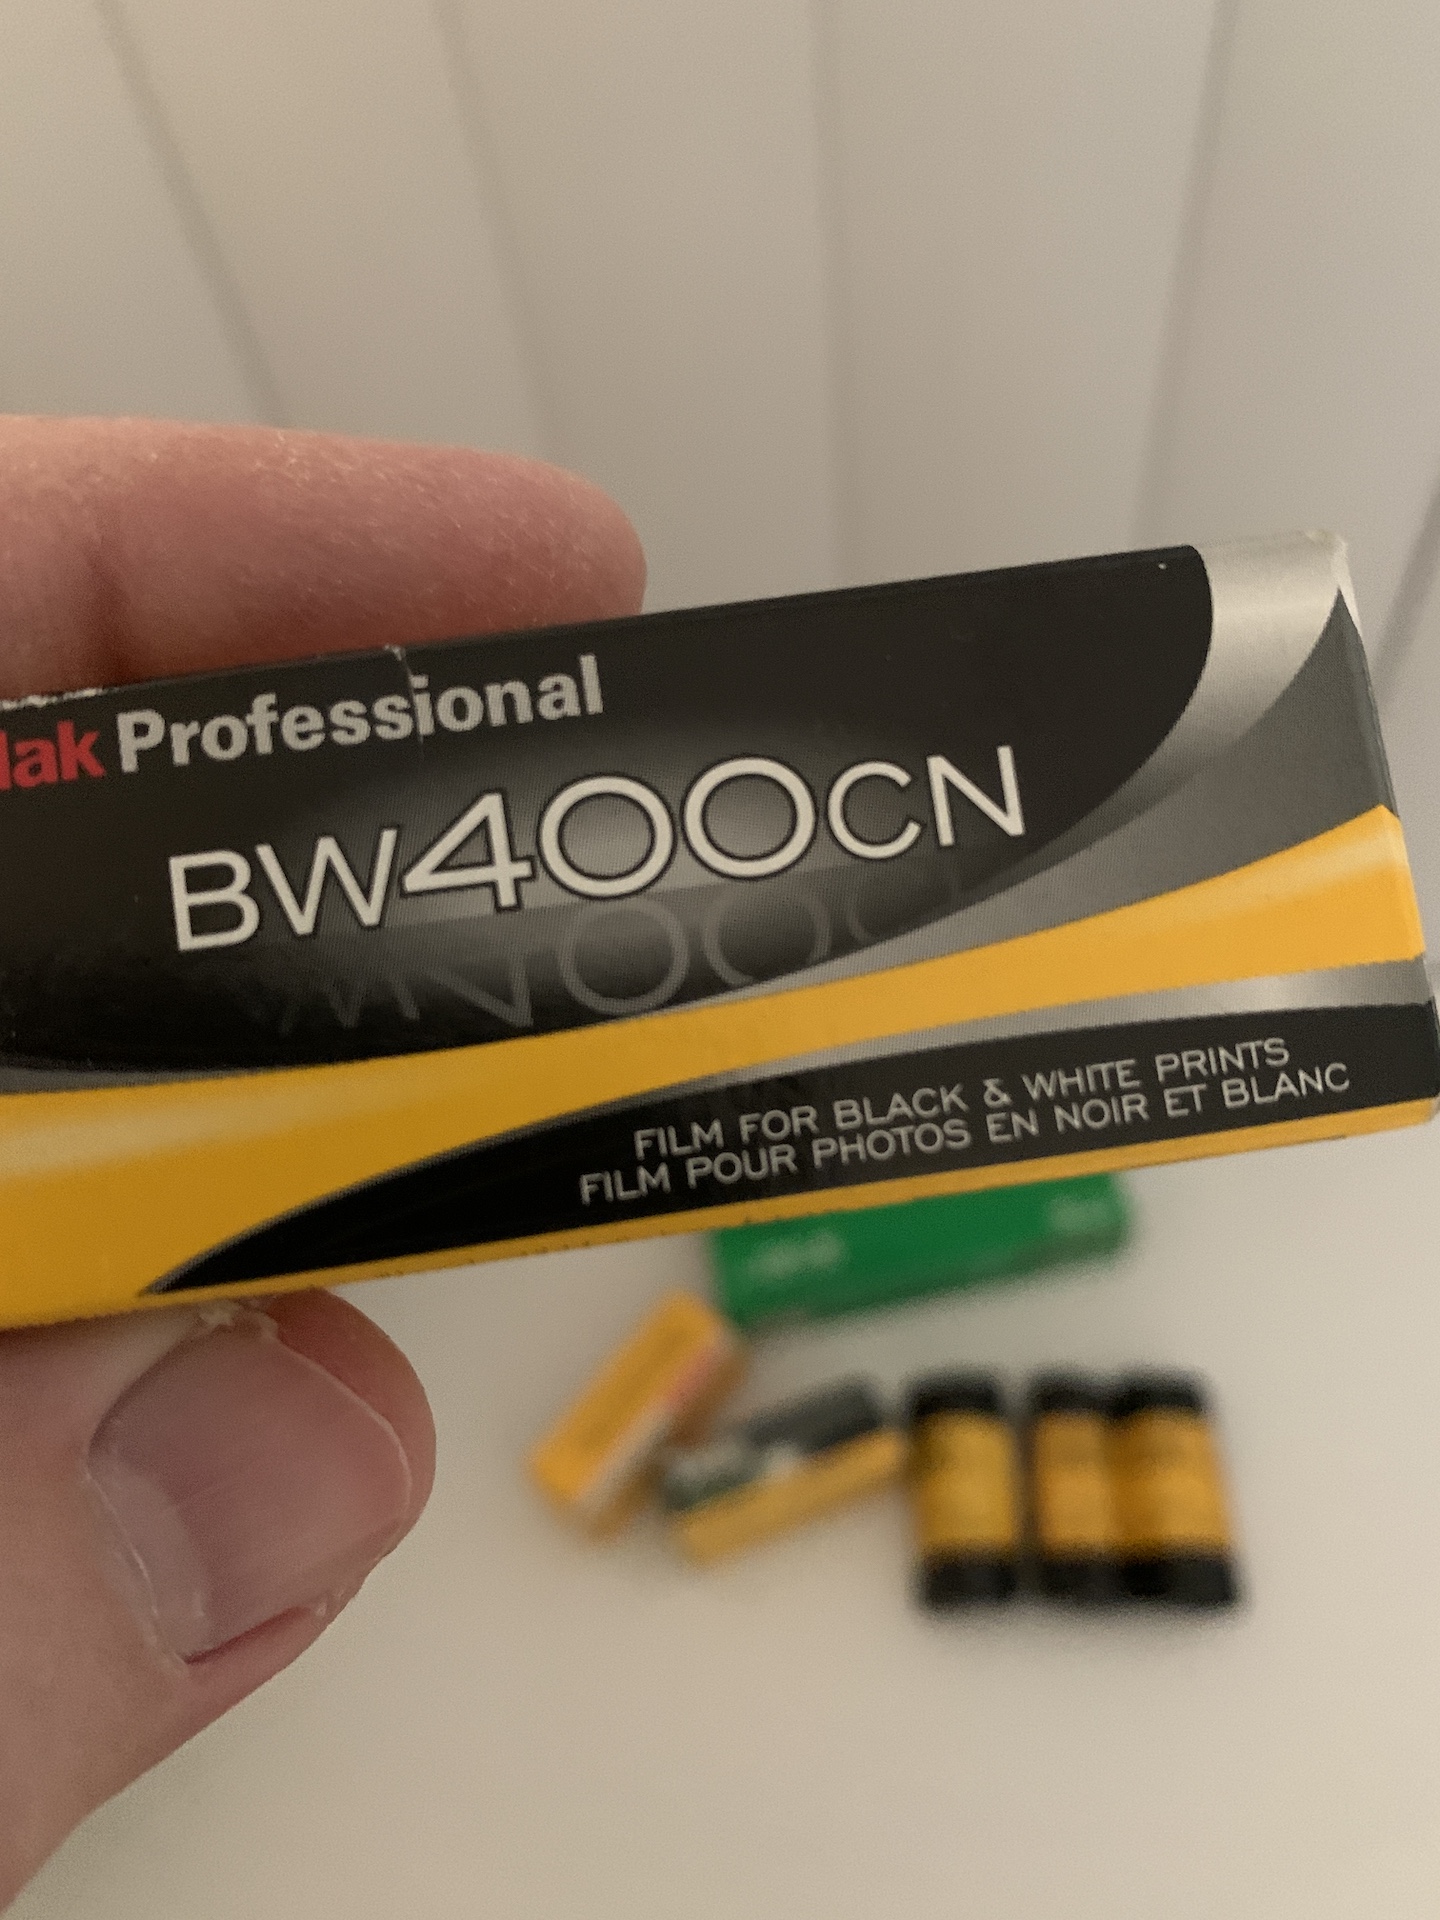 dak Professional
BW400CN
FILM FOR BLACK & WHITE PRINTS
FILM POUR PHOTOS EN NOIR ET BLANC